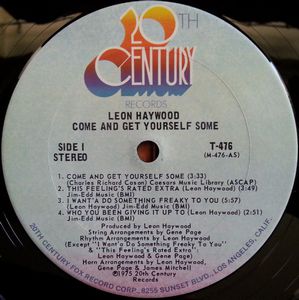 20TH
CENTURY
RECORDS
LEON HAYWOOD
COME AND GET YOURSELF SOME
SIDE I
STEREO
T-476
(M-476-AS)
1. COME AND GET YOURSELF SOME (3:33)
(Charles Richard Cason) Caesars Music Library (ASCAP)
2. THIS FEELING'S RATED EXTRA (Leon Haywood) (3:49)
Jim-Edd Music (BMI)
3. I WANT'A DO SOMETHING FREAKY TO YOU (5:57)
(Leon Haywood) Jim-Edd Music (BMI)
4. WHO YOU BEEN GIVING IT UP TO (Leon Haywood) (4:51)
Jim-Edd Music (BMI)
Produced by Leon Haywood
String Arrangements by Gene Page
Rhythm Arrangements by Leon Haywood
(Except "I Want'a Do Something Freaky To You"
& "This Feeling's Rated Extra"
Leon Haywood & Gene Page)
Horn Arrangements by Leon Haywood,
Gene Page & James Mitchell
©1975 20th Century
20TH CENTURY FOX RECORD CORP., 8255 SUNSET BLVD., LOS ANGELES, CALIF.